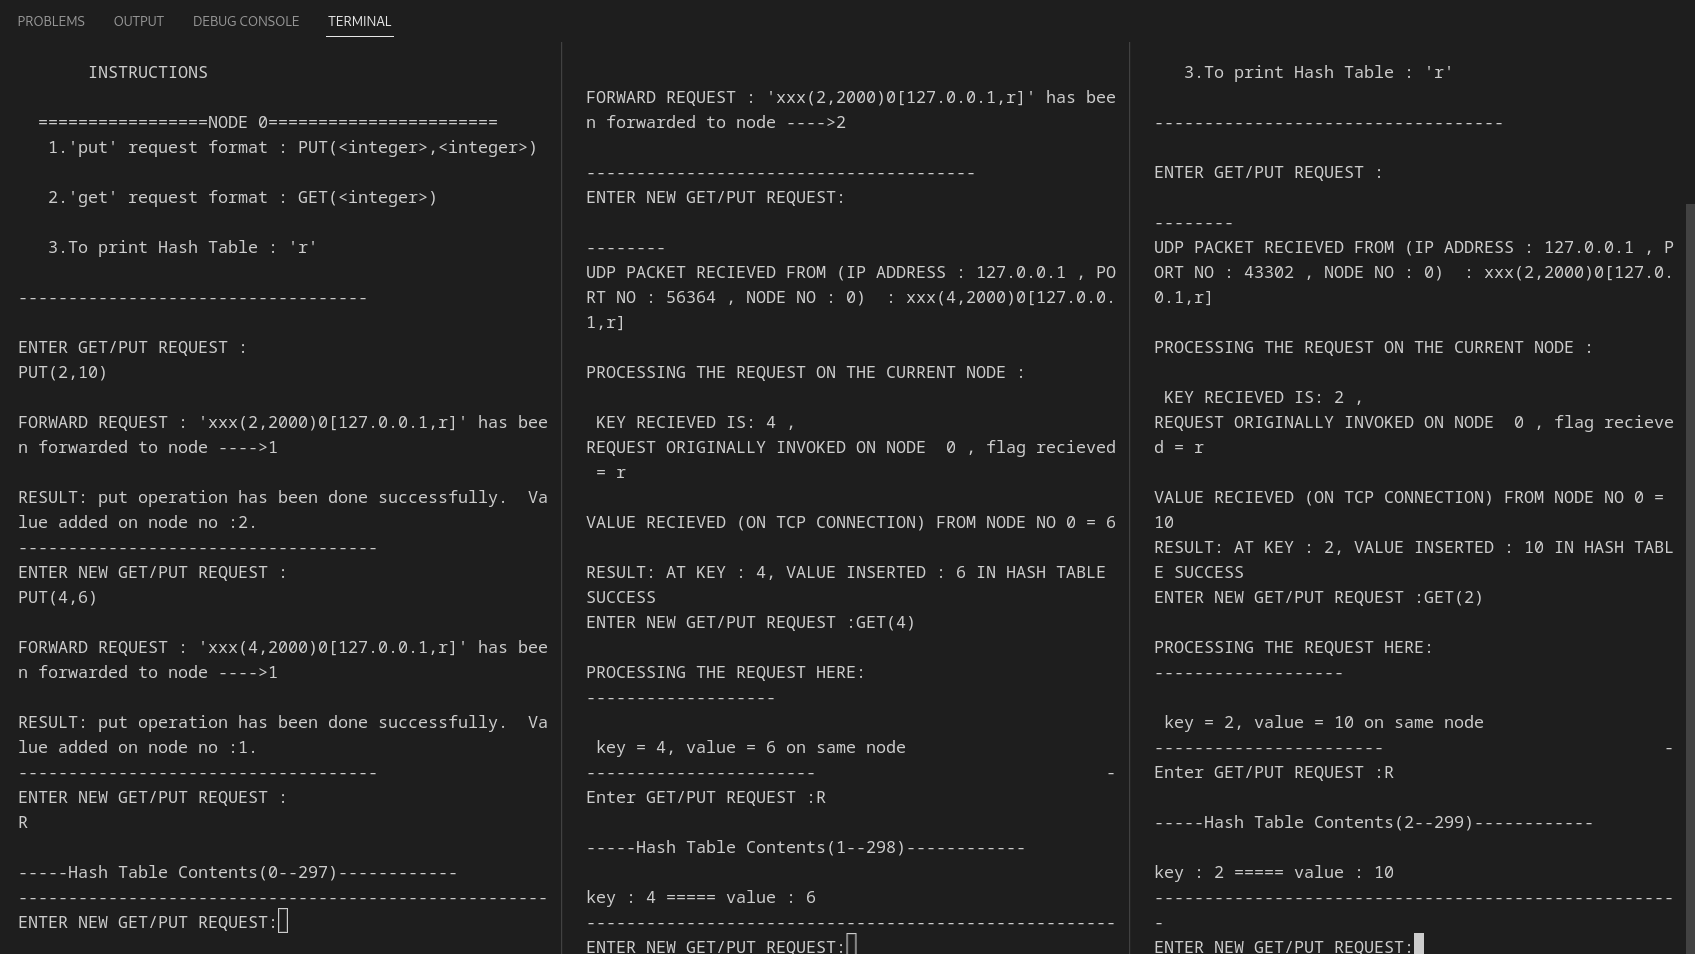 PROBLEMS OUTPUT DEBUG CONSOLE TERMINAL
INSTRUCTIONS
=================NODE 0=======================
1.'put' request format : PUT(<integer>,<integer>)
2.'get' request format : GET(<integer>)
3.To print Hash Table : 'r'
-----------------------------------
ENTER GET/PUT REQUEST :
PUT(2,10)
FORWARD REQUEST : 'xxx(2,2000)0[127.0.0.1,r]' has bee
n forwarded to node ---->1
RESULT: put operation has been done successfully.  Va
lue added on node no :2.
------------------------------------
ENTER NEW GET/PUT REQUEST :
PUT(4,6)
FORWARD REQUEST : 'xxx(4,2000)0[127.0.0.1,r]' has bee
n forwarded to node ---->1
RESULT: put operation has been done successfully.  Va
lue added on node no :1.
------------------------------------
ENTER NEW GET/PUT REQUEST :
R
-----Hash Table Contents(0--297)------------
-----------------------------------------------------
ENTER NEW GET/PUT REQUEST:
FORWARD REQUEST : 'xxx(2,2000)0[127.0.0.1,r]' has bee
n forwarded to node ---->2
---------------------------------------
ENTER NEW GET/PUT REQUEST:
--------
UDP PACKET RECIEVED FROM (IP ADDRESS : 127.0.0.1 , PO
RT NO : 56364 , NODE NO : 0)  : xxx(4,2000)0[127.0.0.
1,r]
PROCESSING THE REQUEST ON THE CURRENT NODE :
KEY RECIEVED IS: 4 ,
REQUEST ORIGINALLY INVOKED ON NODE  0 , flag recieved
= r
VALUE RECIEVED (ON TCP CONNECTION) FROM NODE NO 0 = 6
RESULT: AT KEY : 4, VALUE INSERTED : 6 IN HASH TABLE
SUCCESS
ENTER NEW GET/PUT REQUEST :GET(4)
PROCESSING THE REQUEST HERE:
-------------------
key = 4, value = 6 on same node
-----------------------                             -
Enter GET/PUT REQUEST :R
-----Hash Table Contents(1--298)------------
key : 4 ===== value : 6
-----------------------------------------------------
ENTER NEW GET/PUT REQUEST:
3.To print Hash Table : 'r'
-----------------------------------
ENTER GET/PUT REQUEST :
--------
UDP PACKET RECIEVED FROM (IP ADDRESS : 127.0.0.1 , P
ORT NO : 43302 , NODE NO : 0)  : xxx(2,2000)0[127.0.
0.1,r]
PROCESSING THE REQUEST ON THE CURRENT NODE :
KEY RECIEVED IS: 2 ,
REQUEST ORIGINALLY INVOKED ON NODE  0 , flag recieve
d = r
VALUE RECIEVED (ON TCP CONNECTION) FROM NODE NO 0 =
10
RESULT: AT KEY : 2, VALUE INSERTED : 10 IN HASH TABL
E SUCCESS
ENTER NEW GET/PUT REQUEST :GET(2)
PROCESSING THE REQUEST HERE:
-------------------
key = 2, value = 10 on same node
-----------------------                            -
Enter GET/PUT REQUEST :R
-----Hash Table Contents(2--299)------------
key : 2 ===== value : 10
----------------------------------------------------
-
ENTER NEW GET/PUT REQUEST: